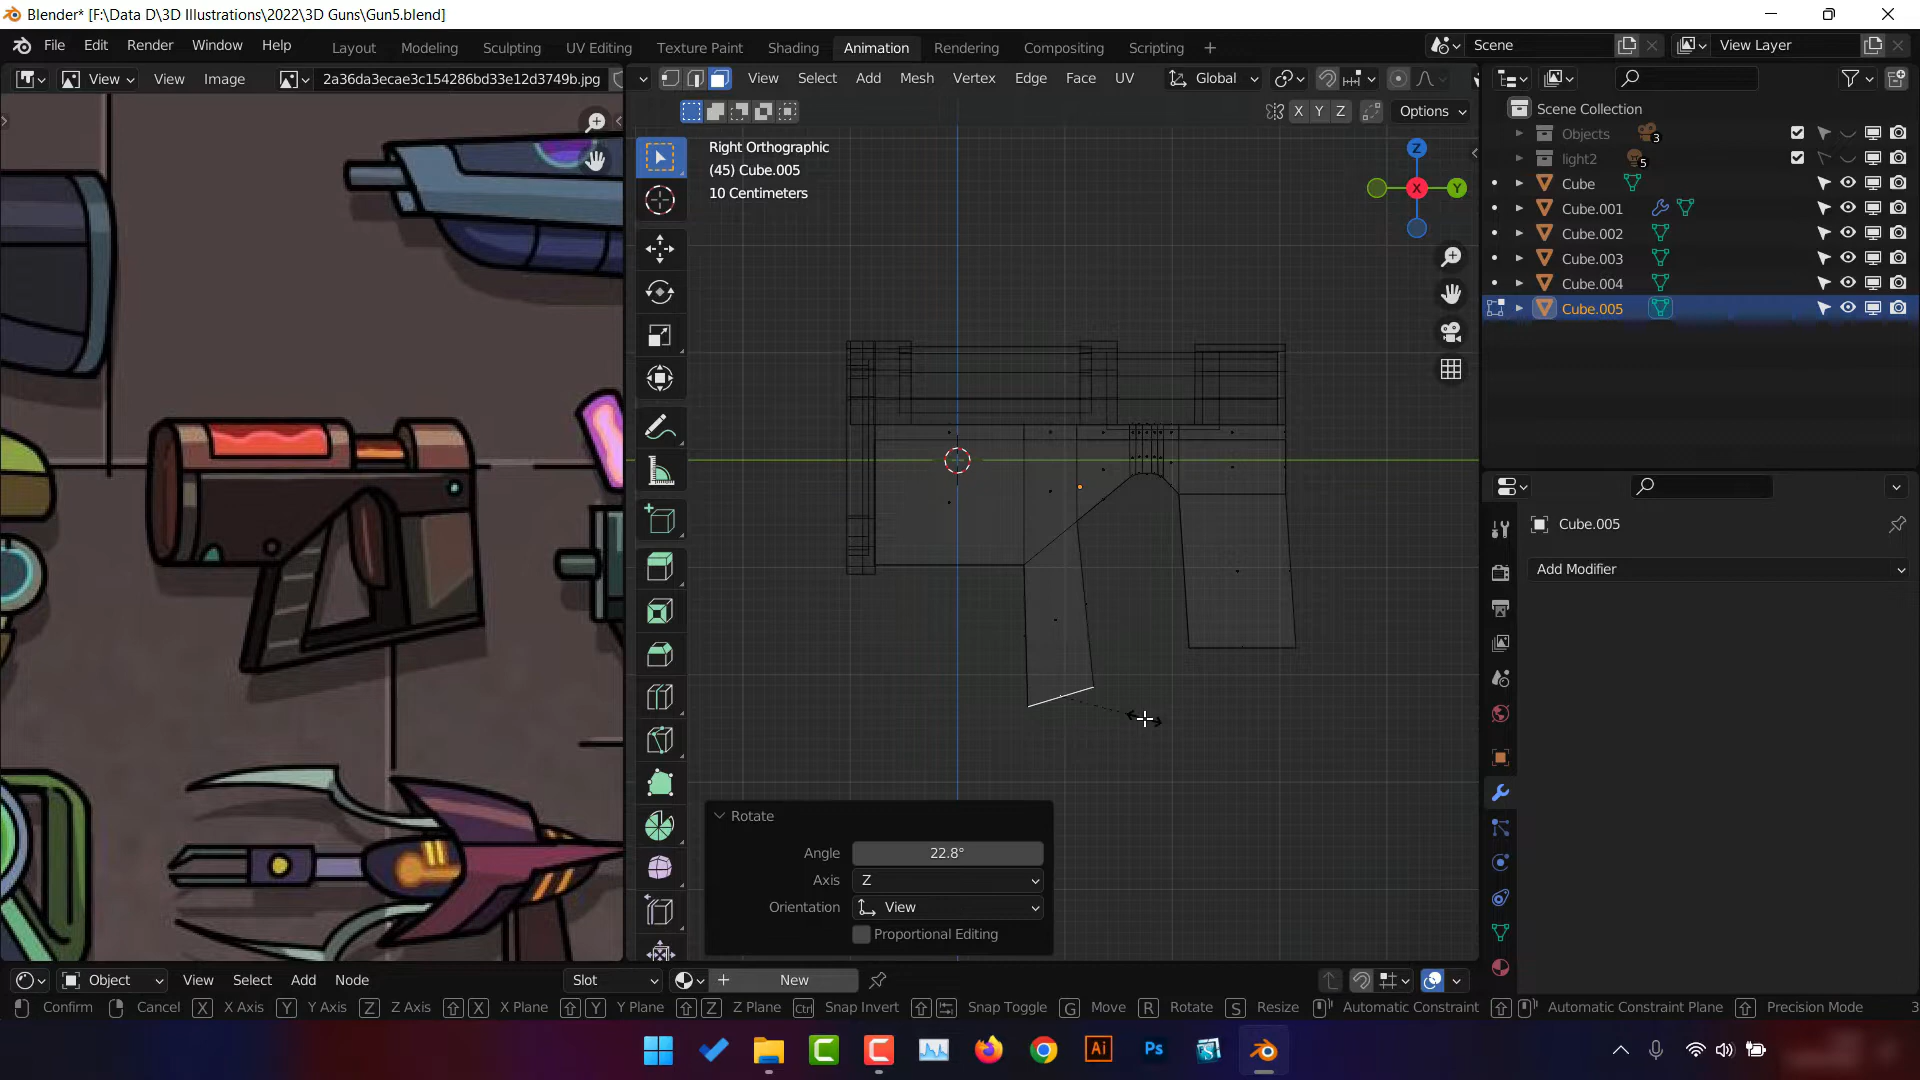 Blender* [F:\Data D\3D Illustrations\2022\3D Guns\Gun5.blend]
File Edit Render Window Help Layout Modeling Sculpting UV Editing Texture Paint Shading Animation Rendering Compositing Scripting + Scene View Layer
View View Image 2a36da3ecae3c154286bd33e12d3749b.jpg View Select Add Mesh Vertex Edge Face UV Global
X Y Z Options
Scene Collection
Objects 3
light2 5
Cube
Cube.001
Cube.002
Cube.003
Cube.004
Cube.005
Right Orthographic
(45) Cube.005
10 Centimeters
Z
X Y
Cube.005
Add Modifier
Rotate
Angle 22.8°
Axis Z
Orientation View
Proportional Editing
Object View Select Add Node Slot New
Confirm Cancel X X Axis Y Y Axis Z Z Axis X X Plane Y Y Plane Z Z Plane Ctrl Snap Invert Snap Toggle G Move R Rotate S Resize Automatic Constraint Automatic Constraint Plane Precision Mode 3
Ai Ps